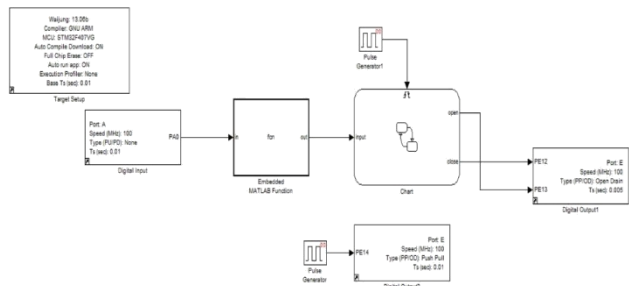 Waijung: 13.06b
Compiler: GNU ARM
MCU: STM32F407VG
Auto Compile Download: ON
Full Chip Erase: OFF
Auto run app: ON
Execution Profiler: None
Base Ts (sec): 0.01
Target Setup
Pulse
Generator1
Port: A
Speed (MHz): 100
Type (PU/PD): None
Ts (sec): 0.01
PA0
Digital Input
in
fcn
out
Embedded
MATLAB Function
input
open
close
Chart
PE12
PE13
Port: E
Speed (MHz): 100
Type (PP/OD): Open Drain
Ts (sec): 0.005
Digital Output1
Pulse
Generator
PE14
Port: E
Speed (MHz): 100
Type (PP/OD): Push Pull
Ts (sec): 0.01